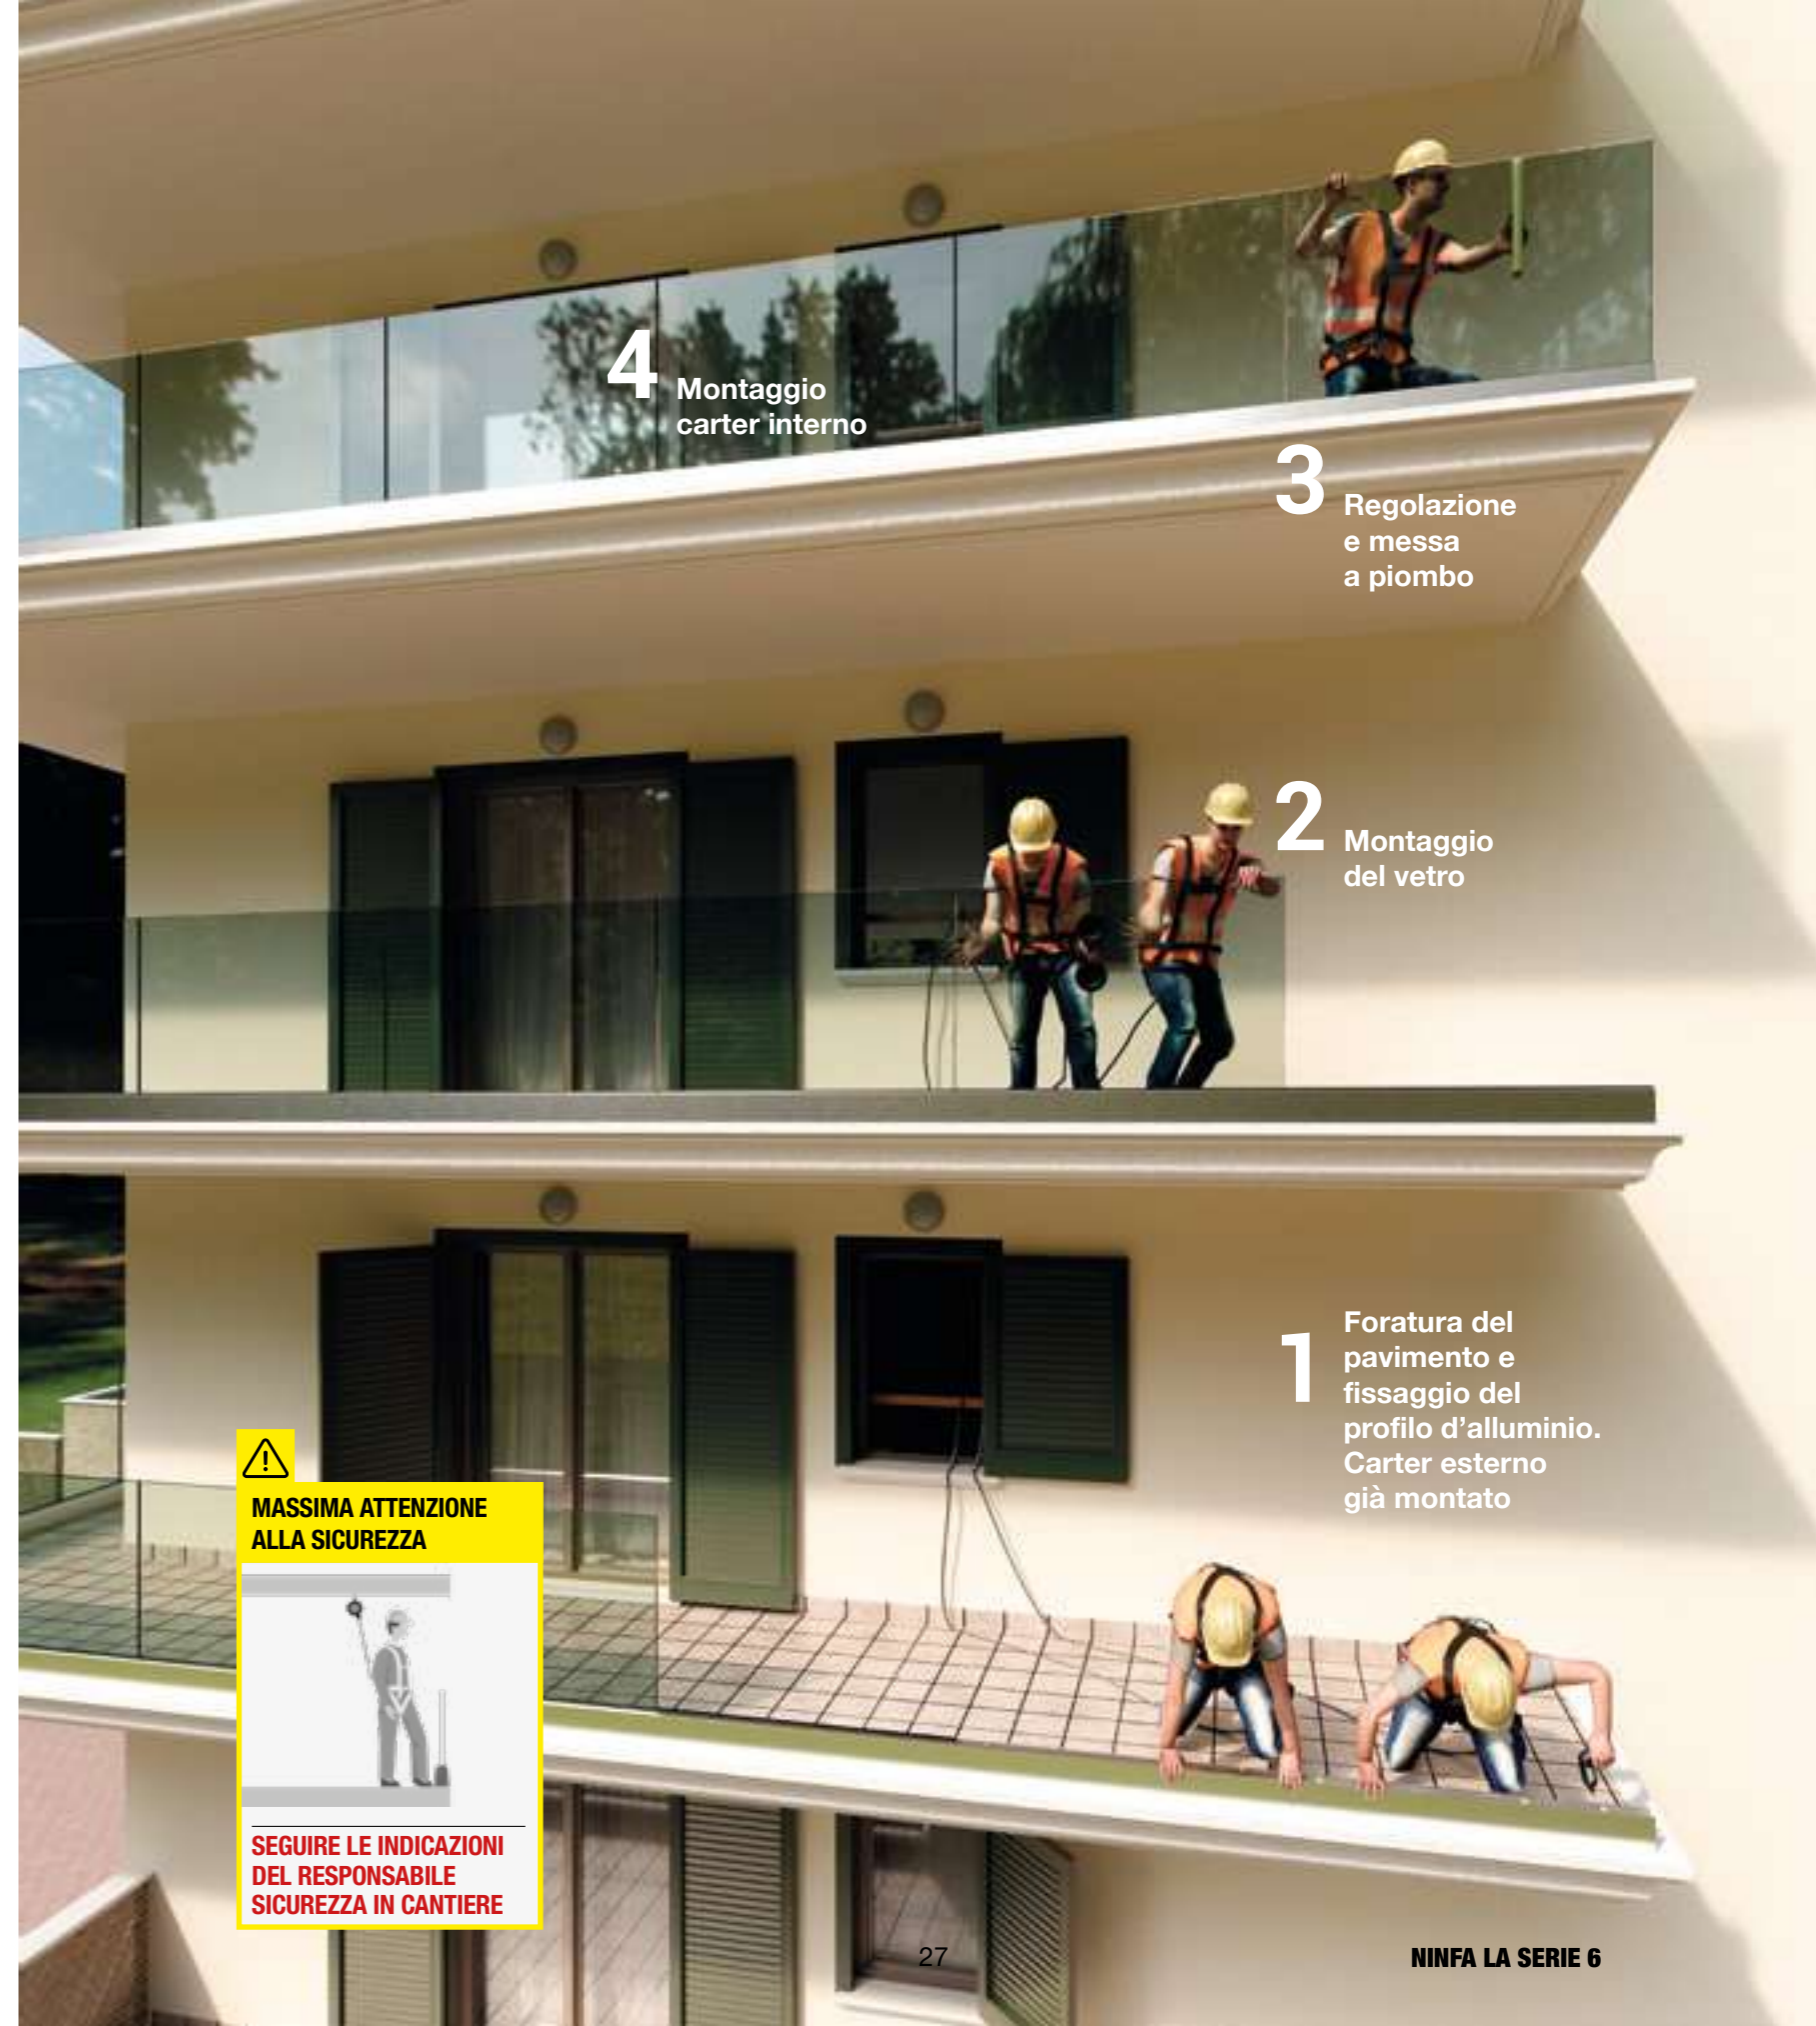 4
Montaggio
carter interno
3
Regolazione
e messa
a piombo
2
Montaggio
del vetro
1
Foratura del
pavimento e
fissaggio del
profilo d’alluminio.
Carter esterno
già montato
MASSIMA ATTENZIONE
ALLA SICUREZZA
SEGUIRE LE INDICAZIONI
DEL RESPONSABILE
SICUREZZA IN CANTIERE
27
NINFA LA SERIE 6